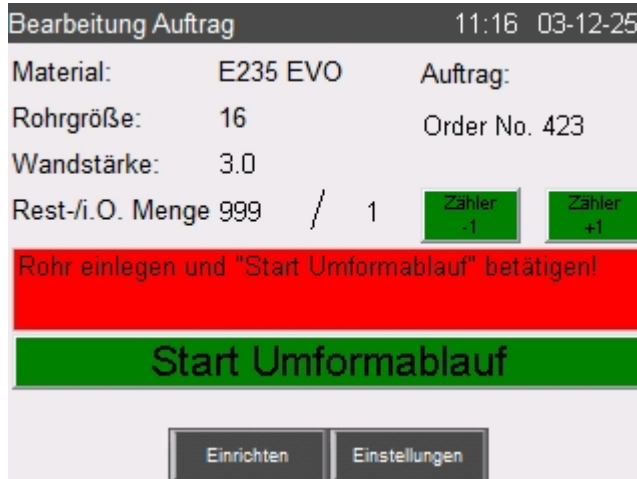 Bearbeitung Auftrag 11:16 03-12-25
Material: E235 EVO Auftrag:
Rohrgröße: 16 Order No. 423
Wandstärke: 3.0
Rest-/i.O. Menge 999 / 1 Zähler -1 Zähler +1
Rohr einlegen und "Start Umformablauf" betätigen!
Start Umformablauf
Einrichten Einstellungen